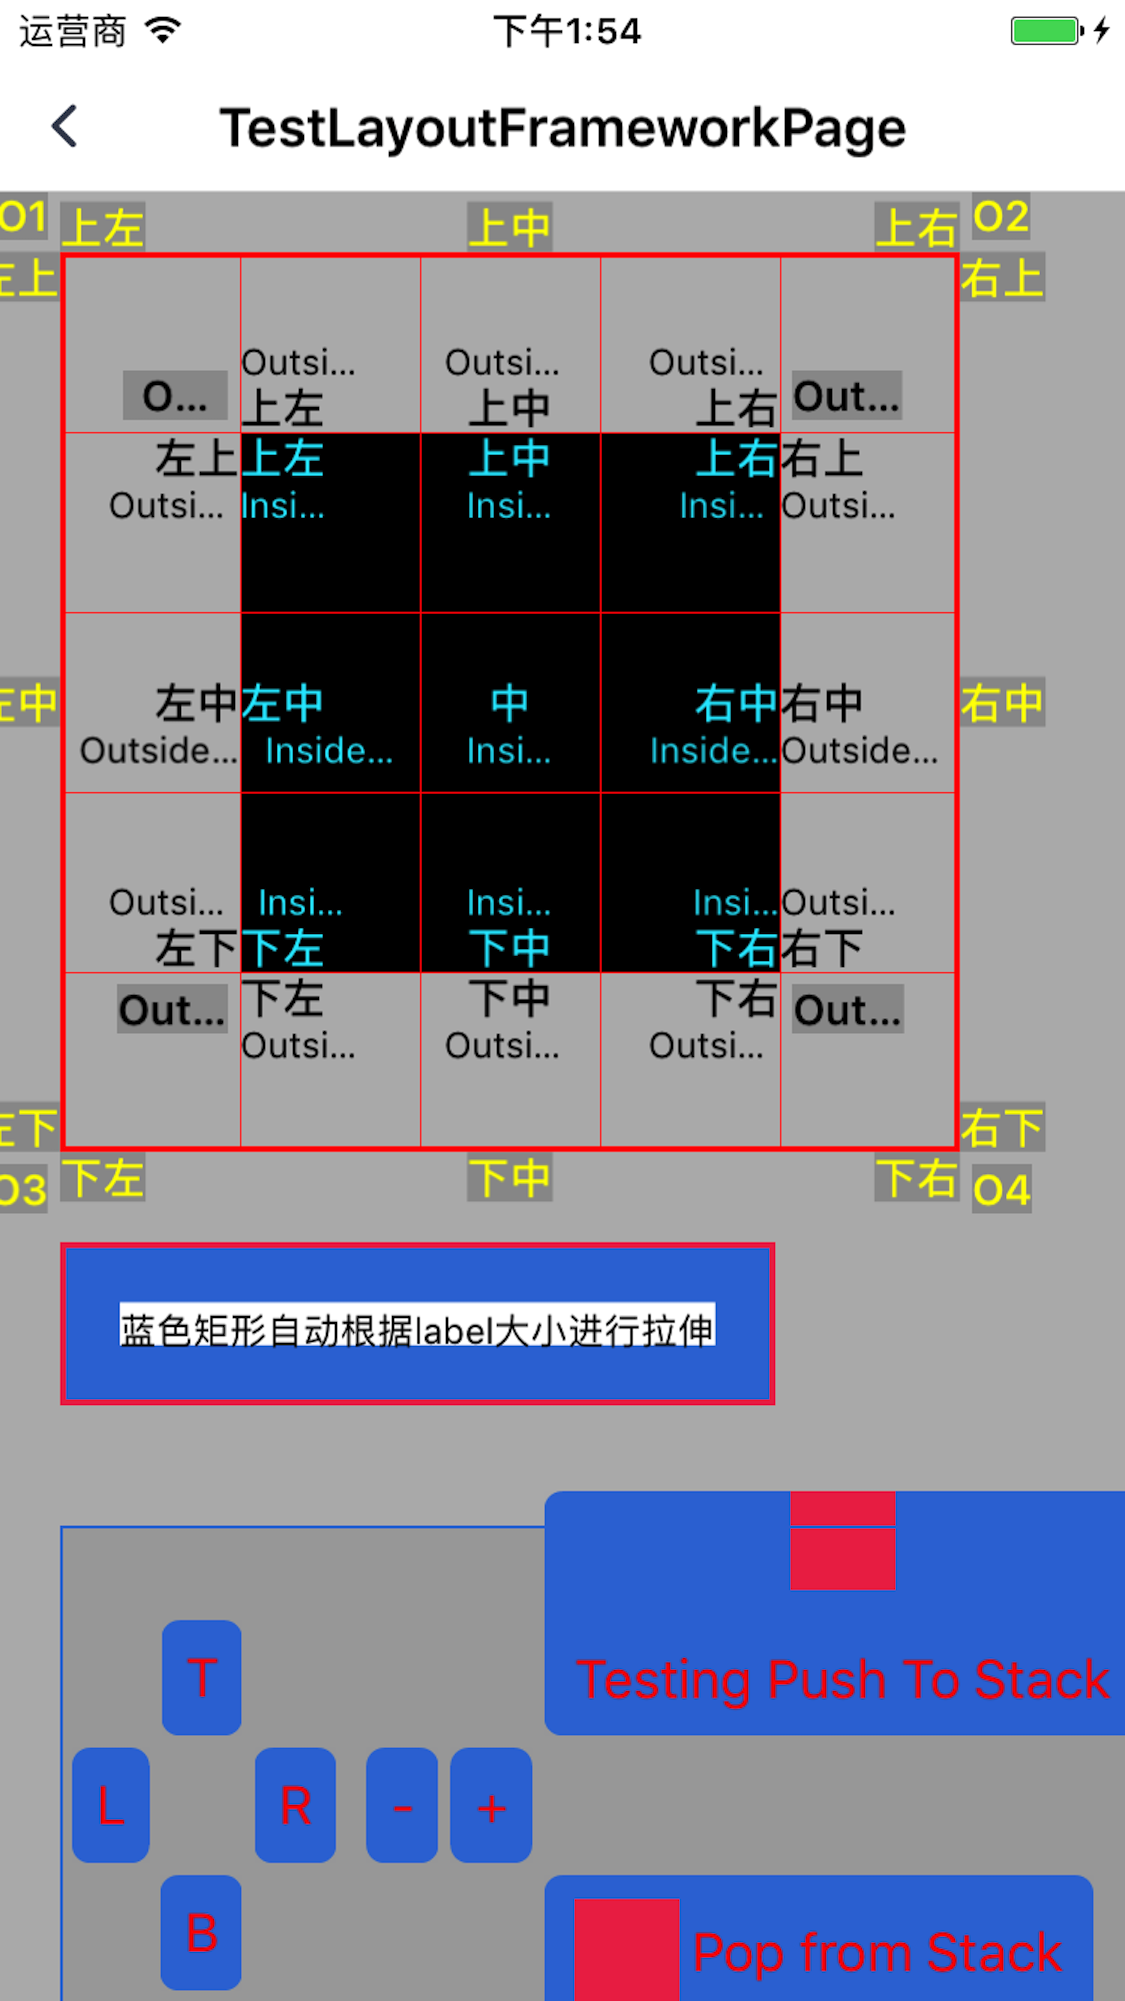 运营商 下午1:54
TestLayoutFrameworkPage
O1 上左 上中 上右 O2
左上 右上
Outsi... Outsi... Outsi...
O... 上左 上中 上右 Out...
左上 上左 上中 上右 右上
Outsi... Insi... Insi... Insi... Outsi...
左中 左中 左中 中 右中 右中 右中
Outside... Inside... Insi... Inside... Outside...
Outsi... Insi... Insi... Insi... Outsi...
左下 下左 下中 下右 右下
Out... 下左 下中 下右 Out...
Outsi... Outsi... Outsi...
左下 右下
O3 下左 下中 下右 O4
蓝色矩形自动根据label大小进行拉伸
Testing Push To Stack
T
L R - +
B
Pop from Stack